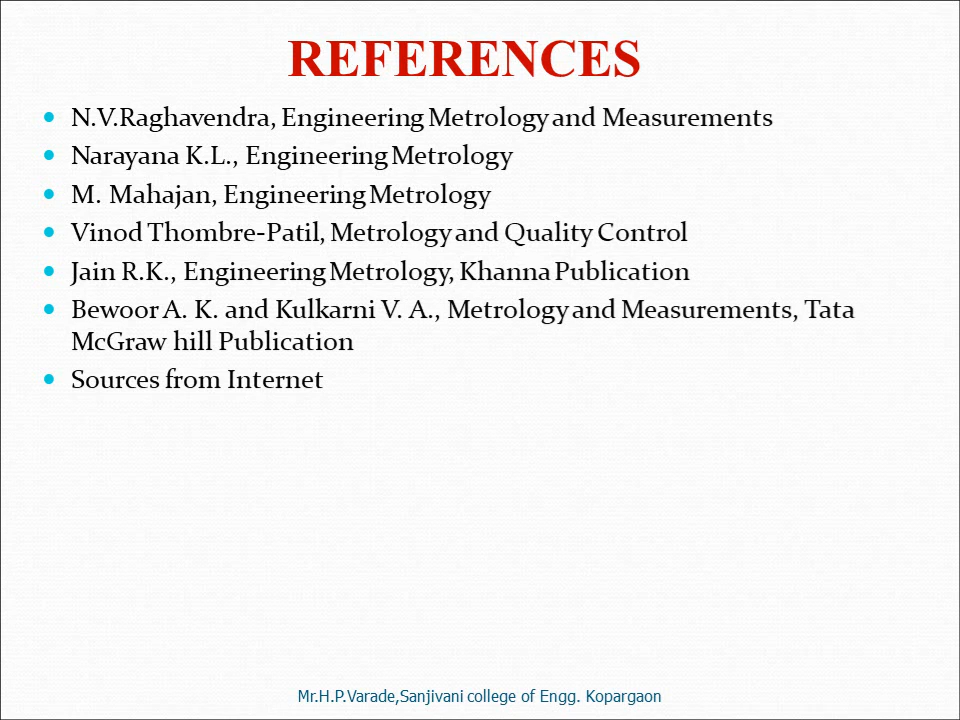 REFERENCES
N.V.Raghavendra, Engineering Metrology and Measurements
Narayana K.L., Engineering Metrology
M. Mahajan, Engineering Metrology
Vinod Thombre-Patil, Metrology and Quality Control
Jain R.K., Engineering Metrology, Khanna Publication
Bewoor A. K. and Kulkarni V. A., Metrology and Measurements, Tata
McGraw hill Publication
Sources from Internet
Mr.H.P.Varade,Sanjivani college of Engg. Kopargaon